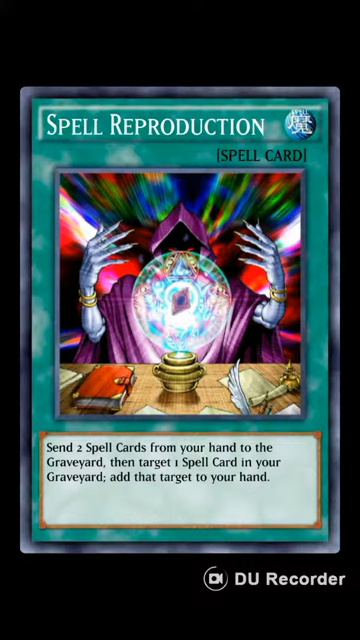 SPELL REPRODUCTION
[SPELL CARD]
Send 2 Spell Cards from your hand to the
Graveyard, then target 1 Spell Card in your
Graveyard; add that target to your hand.
DU Recorder